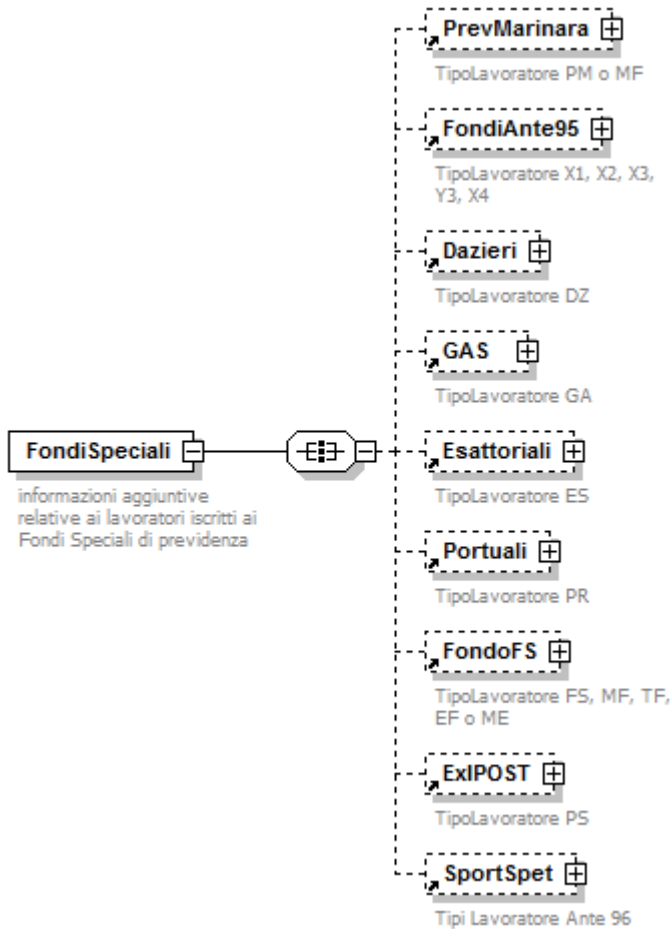 PrevMarinara
TipoLavoratore PM o MF
FondiAnte95
TipoLavoratore X1, X2, X3,
Y3, X4
Dazieri
TipoLavoratore DZ
GAS
TipoLavoratore GA
FondiSpeciali
informazioni aggiuntive
relative ai lavoratori iscritti ai
Fondi Speciali di previdenza
Esattoriali
TipoLavoratore ES
Portuali
TipoLavoratore PR
FondoFS
TipoLavoratore FS, MF, TF,
EF o ME
ExIPOST
TipoLavoratore PS
SportSpet
Tipi Lavoratore Ante 96